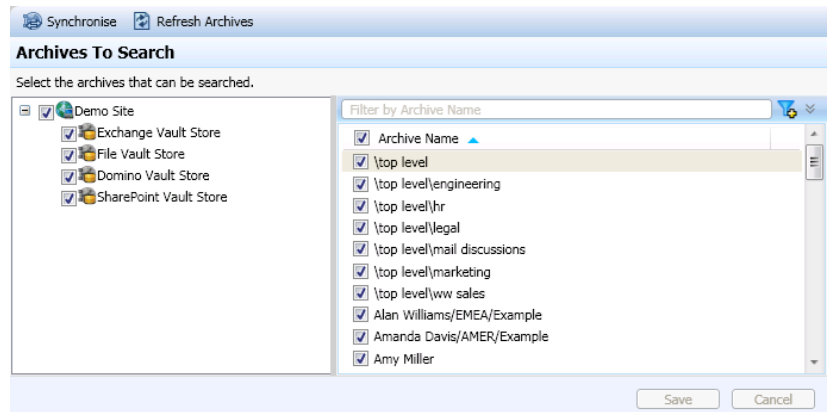 Synchronise Refresh Archives
Archives To Search
Select the archives that can be searched.
Demo Site
Exchange Vault Store
File Vault Store
Domino Vault Store
SharePoint Vault Store
Filter by Archive Name
Archive Name
\top level
\top level\engineering
\top level\hr
\top level\legal
\top level\mail discussions
\top level\marketing
\top level\ww sales
Alan Williams/EMEA/Example
Amanda Davis/AMER/Example
Amy Miller
Save Cancel